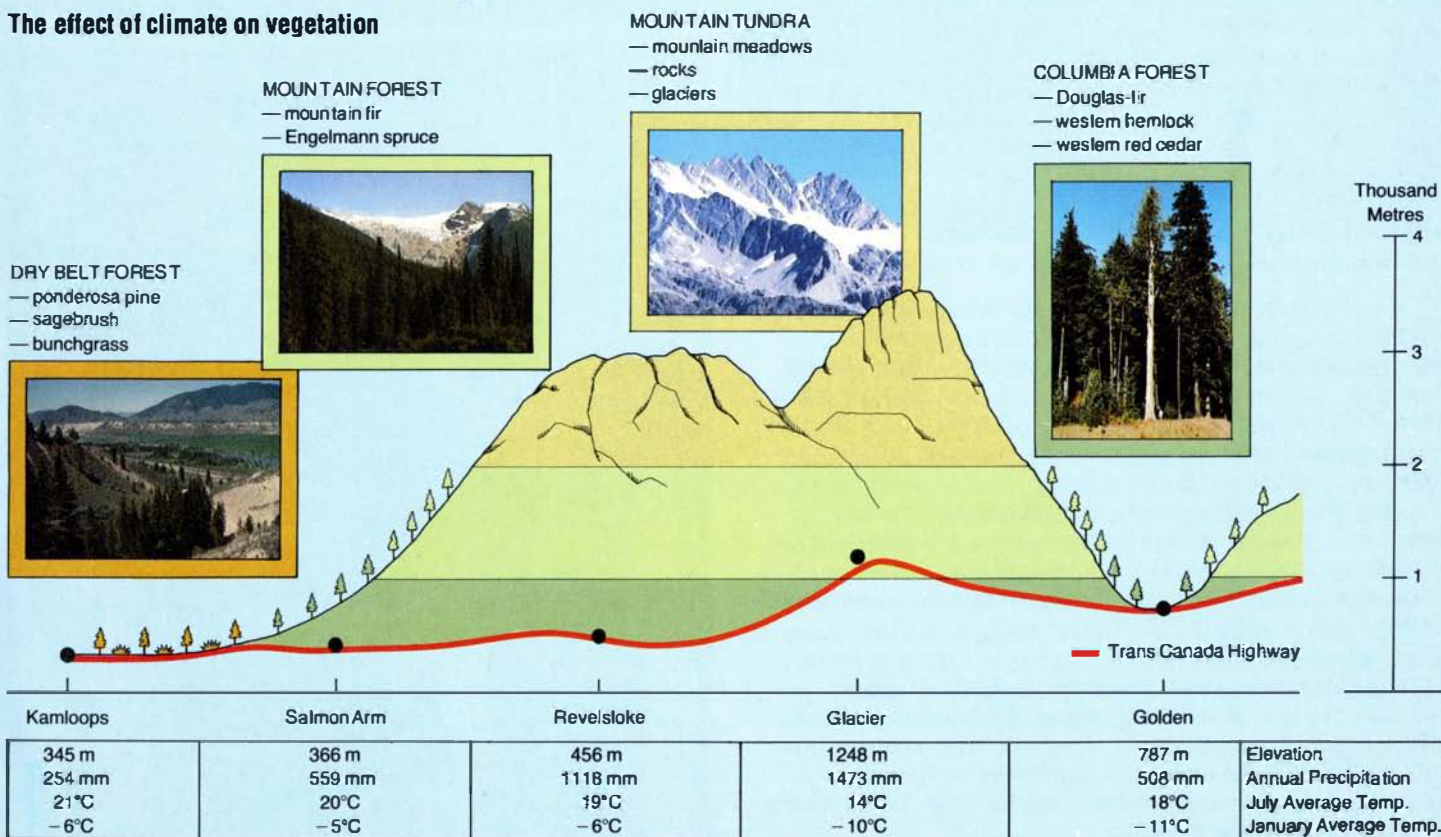 The effect of climate on vegetation
MOUNTAIN TUNDRA
— mountain meadows
— rocks
— glaciers
MOUNTAIN FOREST
— mountain fir
— Engelmann spruce
COLUMBIA FOREST
— Douglas-fir
— western hemlock
— western red cedar
DRY BELT FOREST
— ponderosa pine
— sagebrush
— bunchgrass
Thousand
Metres
4
3
2
1
Trans Canada Highway
Kamloops Salmon Arm Revelstoke Glacier Golden
345 m 366 m 456 m 1248 m 787 m Elevation
254 mm 559 mm 1118 mm 1473 mm 508 mm Annual Precipitation
21°C 20°C 19°C 14°C 18°C July Average Temp.
−6°C −5°C −6°C −10°C −11°C January Average Temp.